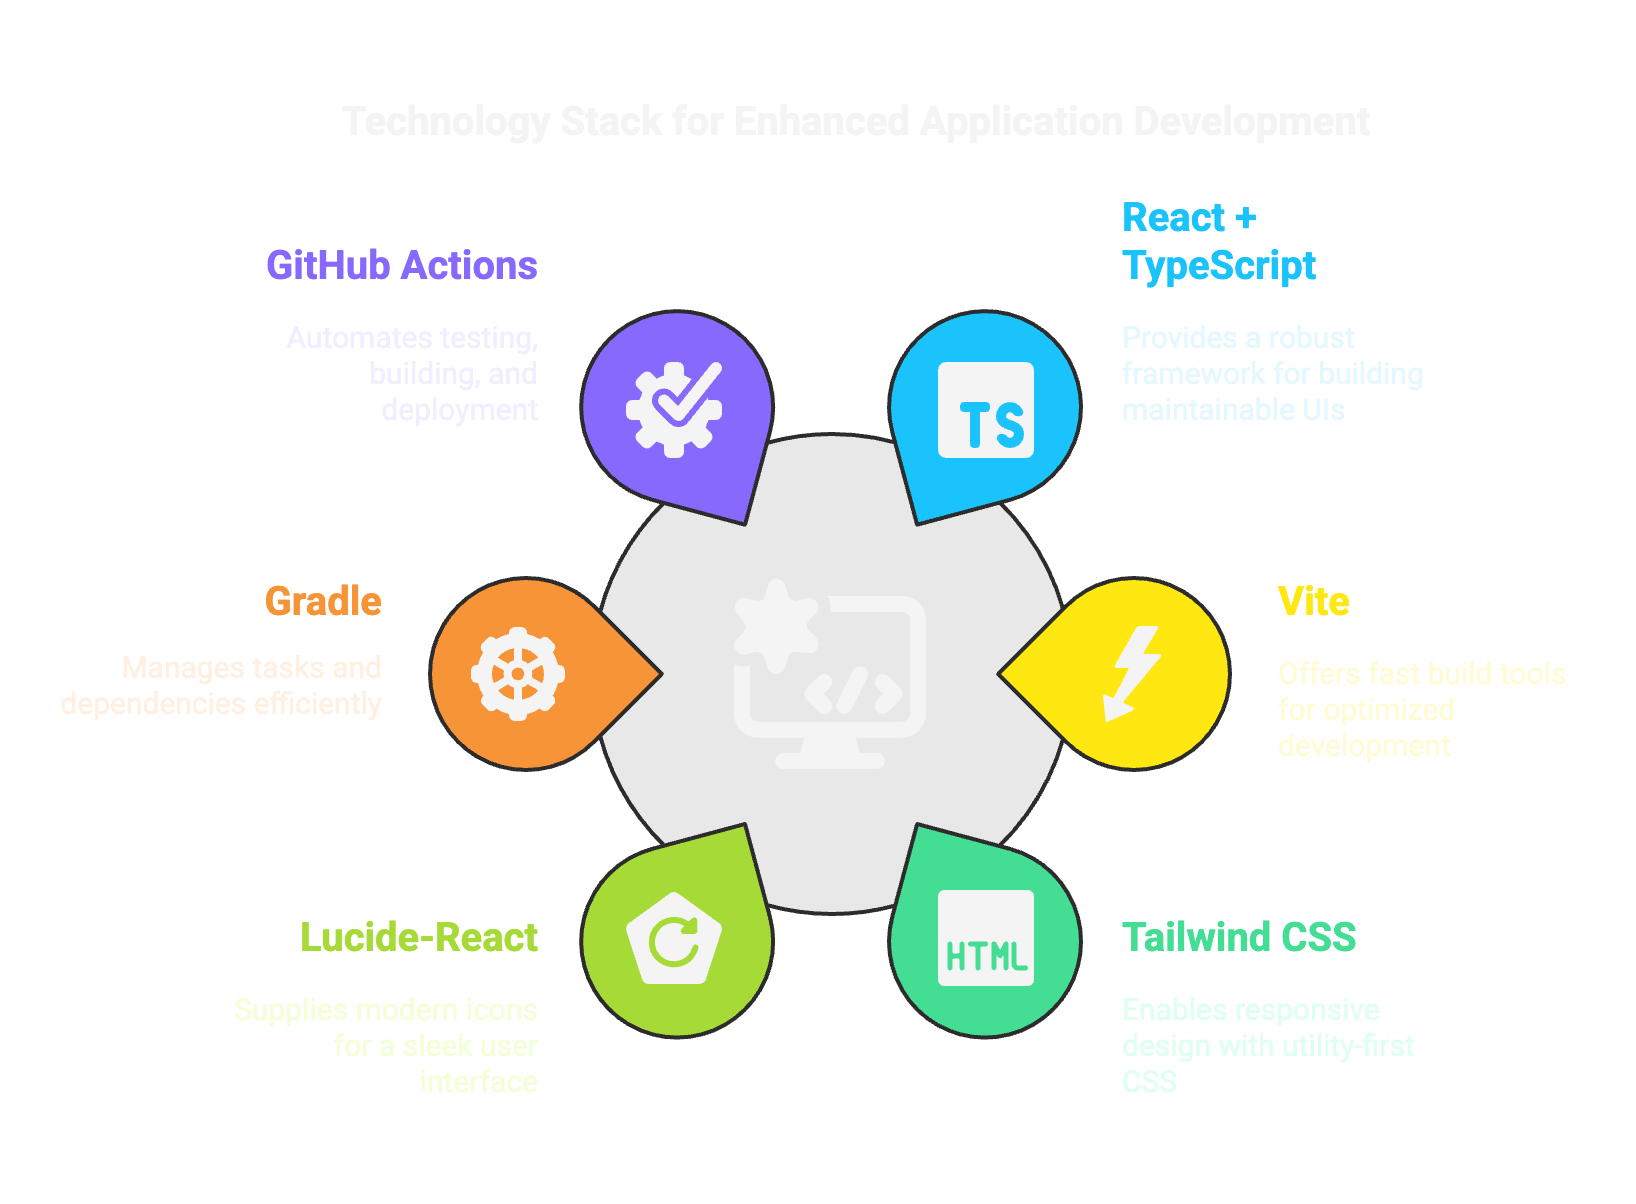 Technology Stack for Enhanced Application Development
React +
TypeScript
Provides a robust
framework for building
maintainable UIs
GitHub Actions
Automates testing,
building, and
deployment
TS
Gradle
Manages tasks and
dependencies efficiently
Vite
Offers fast build tools
for optimized
development
Lucide-React
Supplies modern icons
for a sleek user
interface
HTML
Tailwind CSS
Enables responsive
design with utility-first
CSS